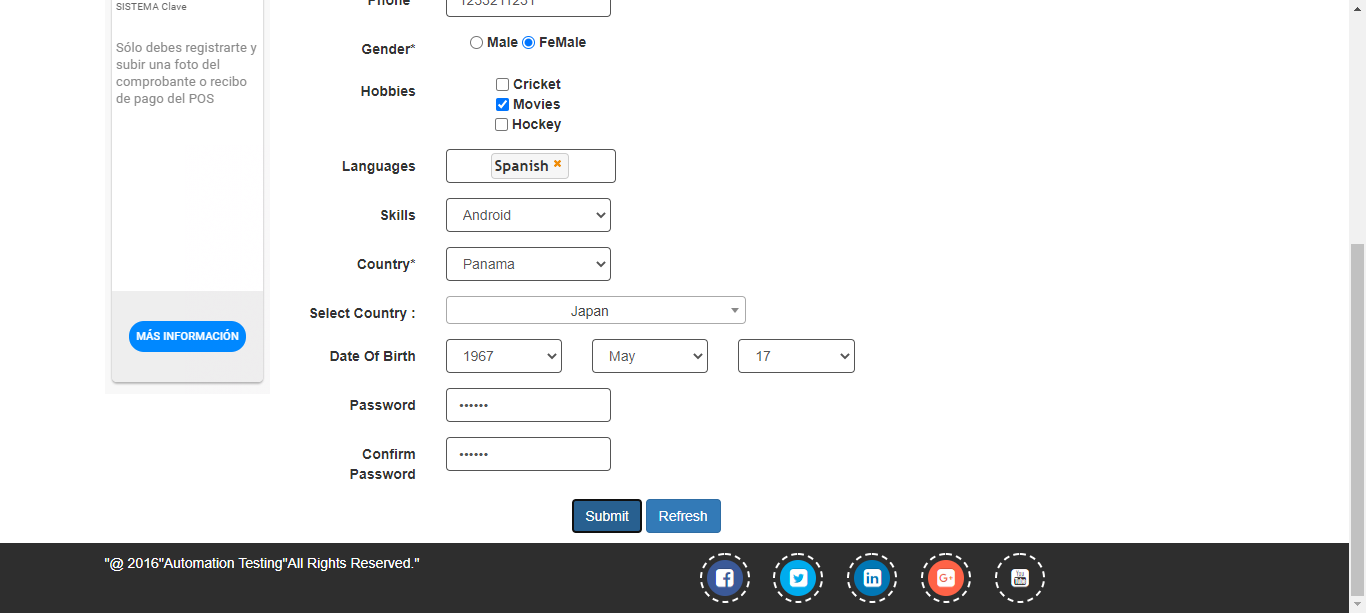 SISTEMA Clave
Sólo debes registrarte y
subir una foto del
comprobante o recibo
de pago del POS
MÁS INFORMACIÓN
Phone
Gender*
Male FeMale
Hobbies
Cricket
Movies
Hockey
Languages
Spanish
Skills
Android
Country*
Panama
Select Country :
Japan
Date Of Birth
1967 May 17
Password
••••••
Confirm
Password
••••••
Submit Refresh
"@ 2016"Automation Testing"All Rights Reserved."
You
Tube